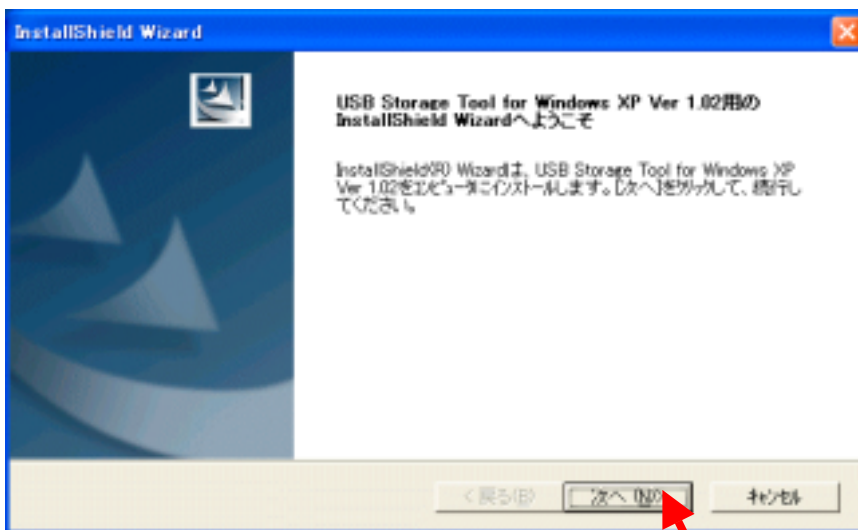 InstallShield Wizard
USB Storage Tool for Windows XP Ver 1.02用の
InstallShield Wizardへようこそ
InstallShield(R) Wizardは、USB Storage Tool for Windows XP
Ver 1.02をｺﾝﾋﾟｭｰﾀにｲﾝｽﾄｰﾙします。[次へ]をｸﾘｯｸして、続行し
てください。
< 戻る(B)
次へ (N)>
ｷｬﾝｾﾙ